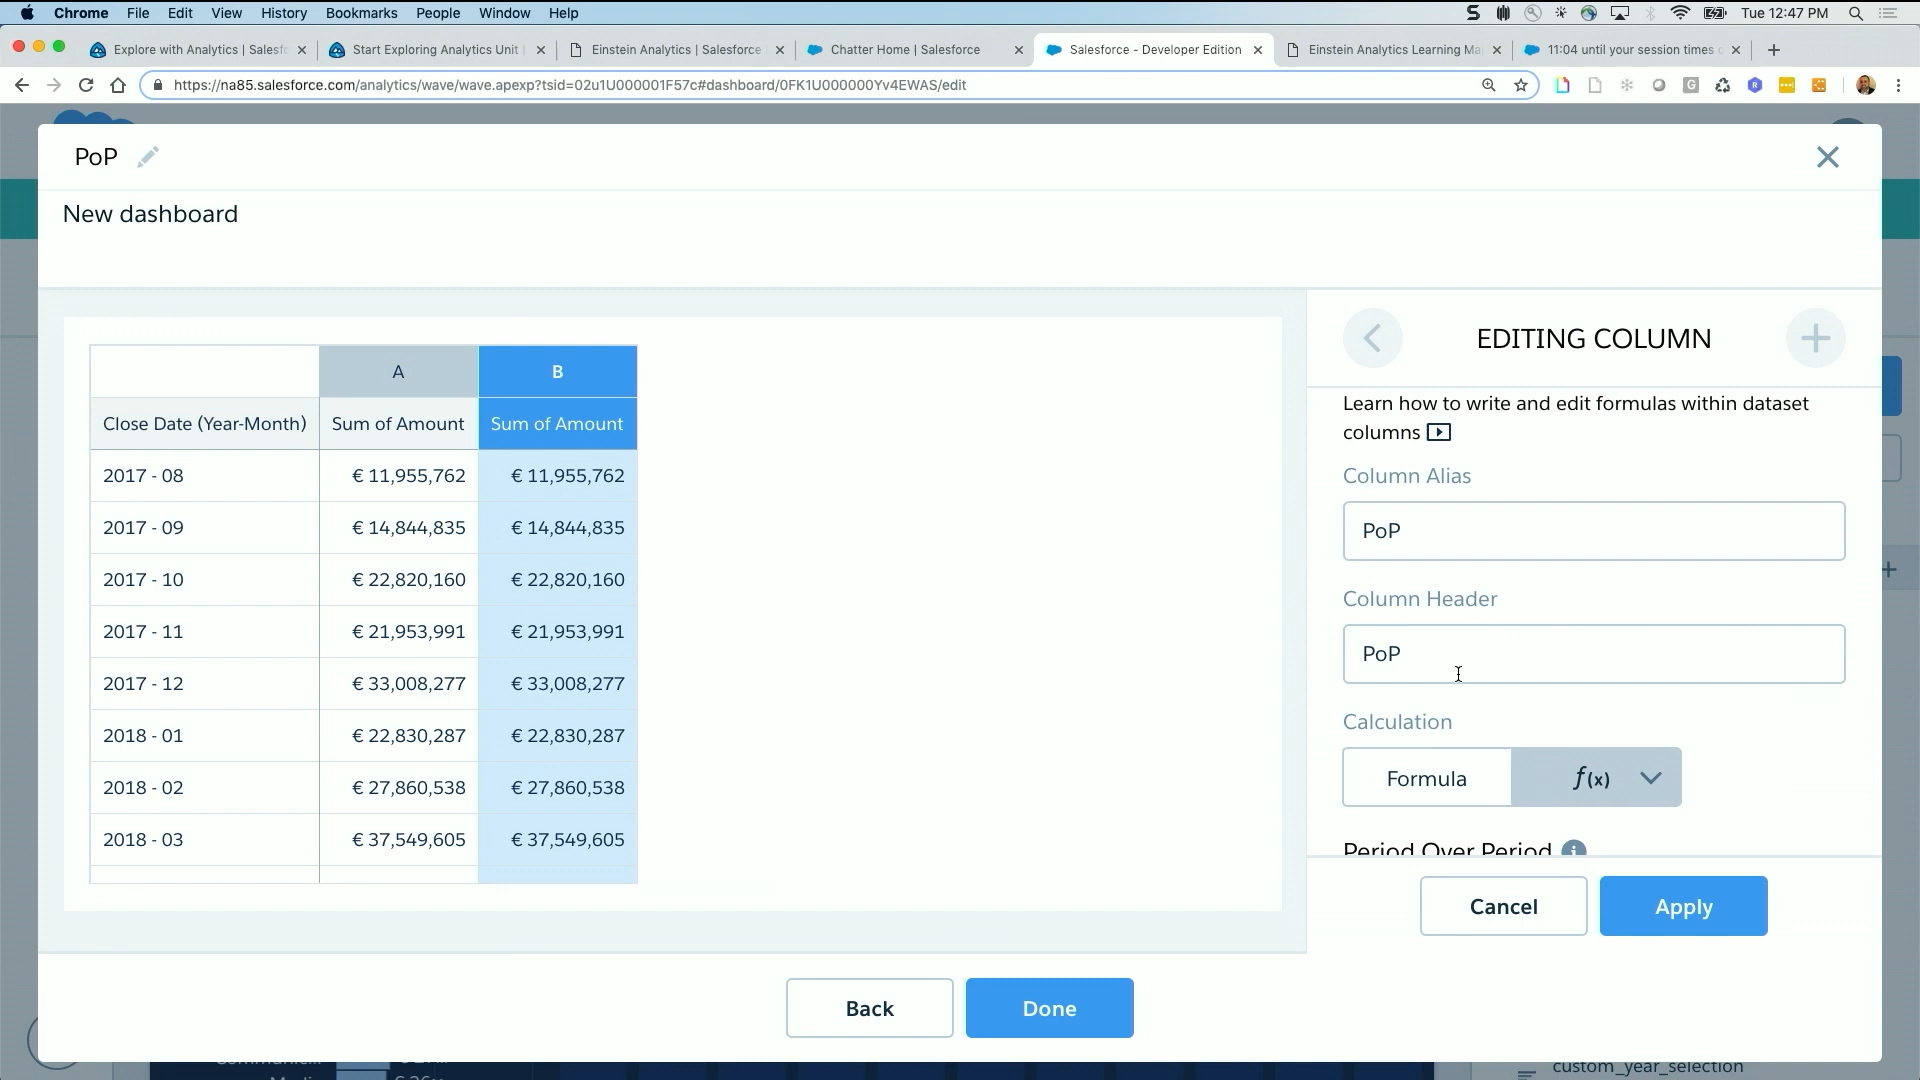 Chrome File Edit View History Bookmarks People Window Help Tue 12:47 PM
Explore with Analytics | Salesf Start Exploring Analytics Unit Einstein Analytics | Salesforce Chatter Home | Salesforce Salesforce - Developer Edition Einstein Analytics Learning Ma 11:04 until your session times o
https://na85.salesforce.com/analytics/wave/wave.apexp?tsid=02u1U000001F57c#dashboard/0FK1U000000Yv4EWAS/edit
PoP
New dashboard
EDITING COLUMN
A B
Close Date (Year-Month) Sum of Amount Sum of Amount
2017 - 08 € 11,955,762 € 11,955,762
2017 - 09 € 14,844,835 € 14,844,835
2017 - 10 € 22,820,160 € 22,820,160
2017 - 11 € 21,953,991 € 21,953,991
2017 - 12 € 33,008,277 € 33,008,277
2018 - 01 € 22,830,287 € 22,830,287
2018 - 02 € 27,860,538 € 27,860,538
2018 - 03 € 37,549,605 € 37,549,605
Learn how to write and edit formulas within dataset
columns
Column Alias
PoP
Column Header
PoP
Calculation
Formula f(x)
Period Over Period
Cancel Apply
Back Done
custom_year_selection